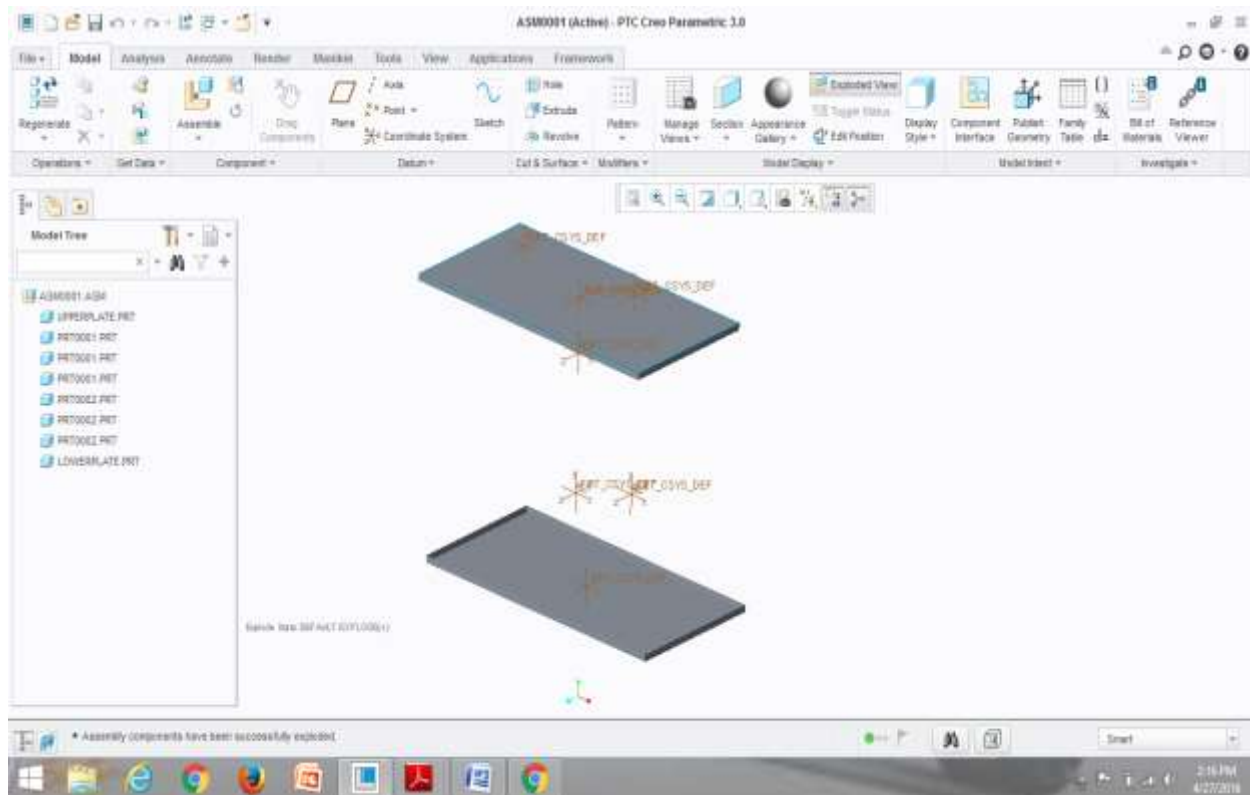 ASM0001 (Active) - PTC Creo Parametric 3.0
File Model Analysis Annotate Render Manikin Tools View Applications Framework
Regenerate
Assemble
Drag
Components
Plane
Axis
Point
Coordinate System
Sketch
Hole
Extrude
Revolve
Pattern
Manage
Views
Section
Appearance
Gallery
Exploded View
Toggle Status
Edit Position
Display
Style
Component
Interface
Publish
Geometry
Family
Table
d=
Bill of
Materials
Reference
Viewer
Operations Get Data Component Datum Cut & Surface Modifiers Model Display Model Intent Investigate
Model Tree
ASM0001.ASM
UPPERPLATE.PRT
PRT0001.PRT
PRT0001.PRT
PRT0001.PRT
PRT0002.PRT
PRT0002.PRT
PRT0002.PRT
LOWERPLATE.PRT
CSYS_DEF
CSYS_DEF
CSYS_DEF
Assembly components have been successfully exploded.
Smart
2:16 PM
4/27/2016